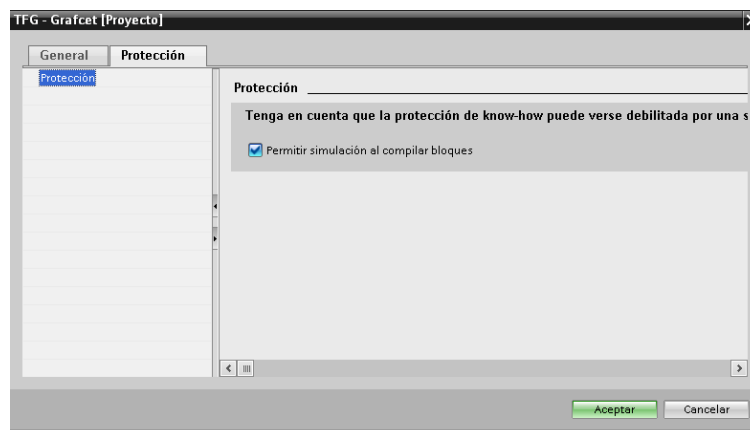 TFG - Grafcet [Proyecto]
General Protección
Protección
Protección
Tenga en cuenta que la protección de know-how puede verse debilitada por una s
Permitir simulación al compilar bloques
Aceptar Cancelar